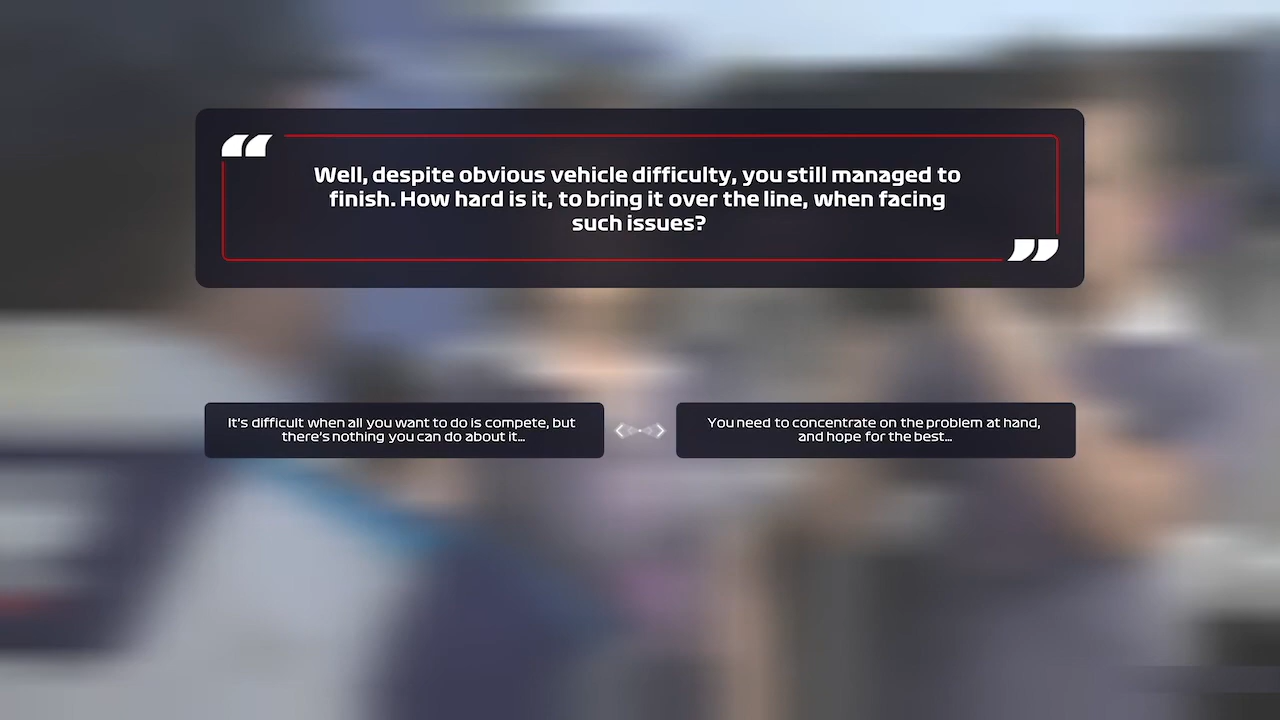 Well, despite obvious vehicle difficulty, you still managed to
finish. How hard is it, to bring it over the line, when facing
such issues?
It's difficult when all you want to do is compete, but
there's nothing you can do about it...
You need to concentrate on the problem at hand,
and hope for the best...